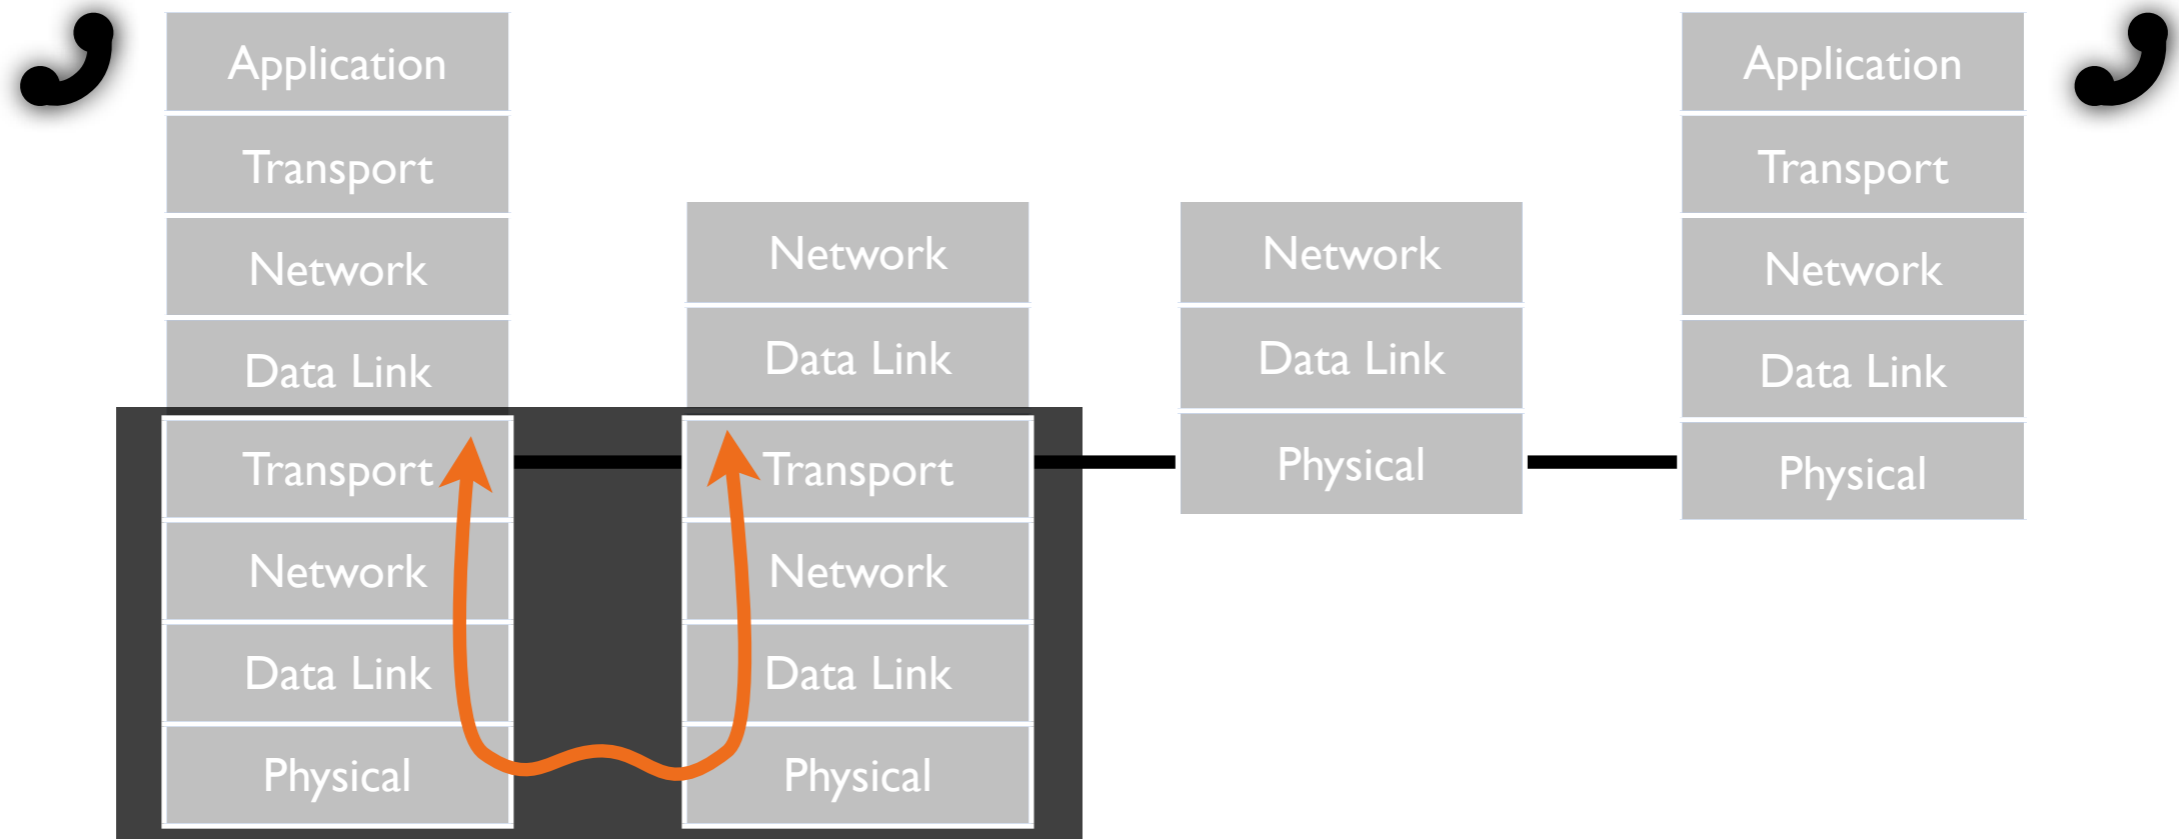 Application
Transport
Network
Data Link
Transport
Network
Data Link
Physical
Network
Data Link
Transport
Network
Data Link
Physical
Network
Data Link
Physical
Application
Transport
Network
Data Link
Physical